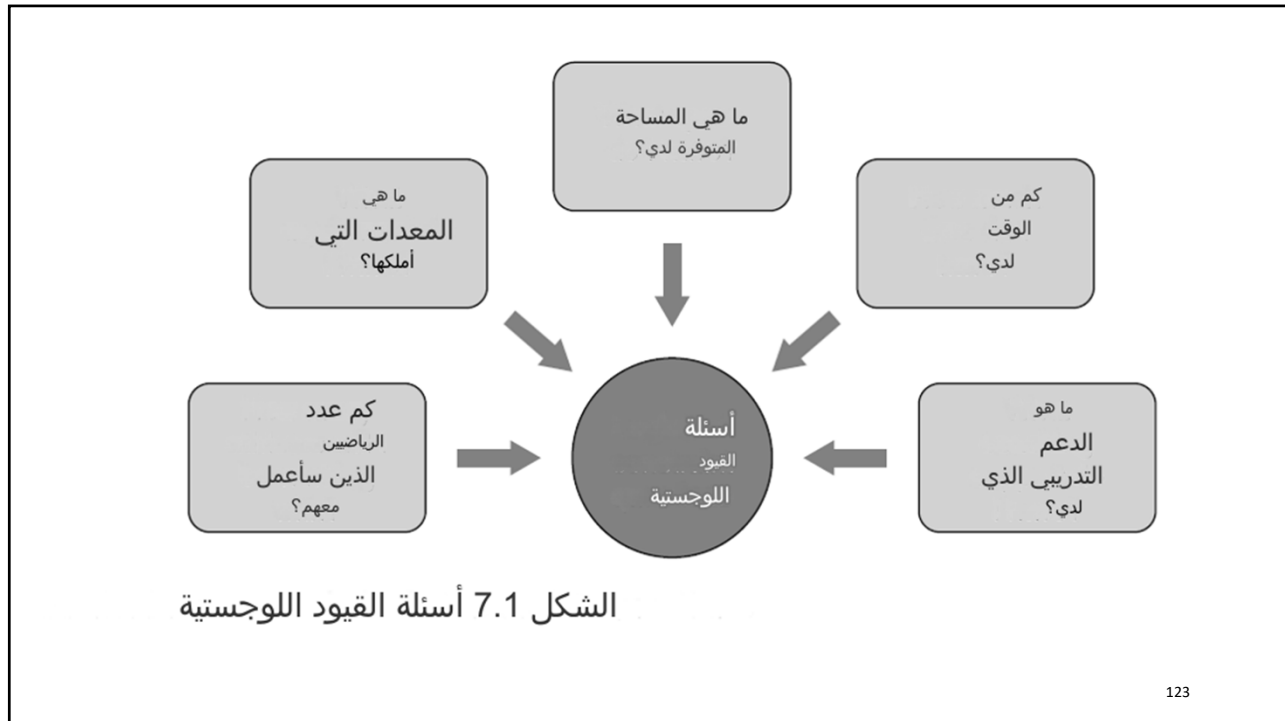 ما هي المساحة
المتوفرة لدي؟
كم من
الوقت
لدي؟
ما هي
المعدات التي
أملكها؟
ما هو
الدعم
التدريبي الذي
لدي؟
كم عدد
الرياضيين
الذين سأعمل
معهم؟
أسئلة
القيود
اللوجستية
الشكل 7.1 أسئلة القيود اللوجستية
123